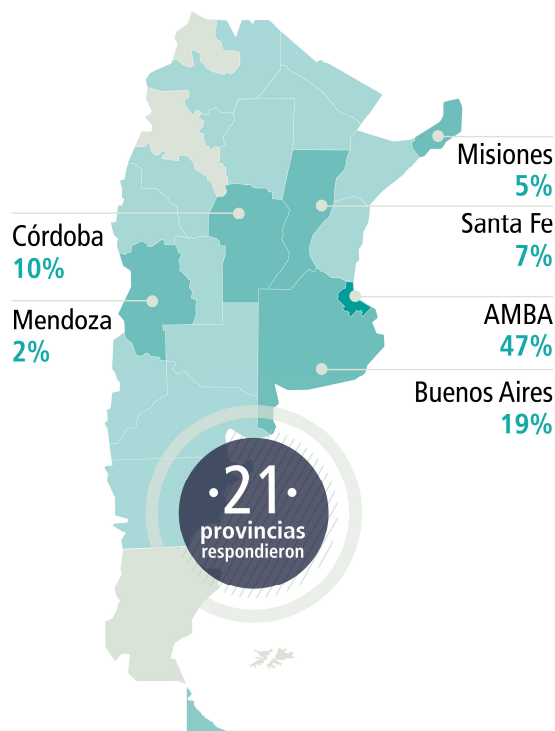 Misiones
5%
Santa Fe
7%
Córdoba
10%
AMBA
47%
Mendoza
2%
Buenos Aires
19%
·21·
provincias
respondieron